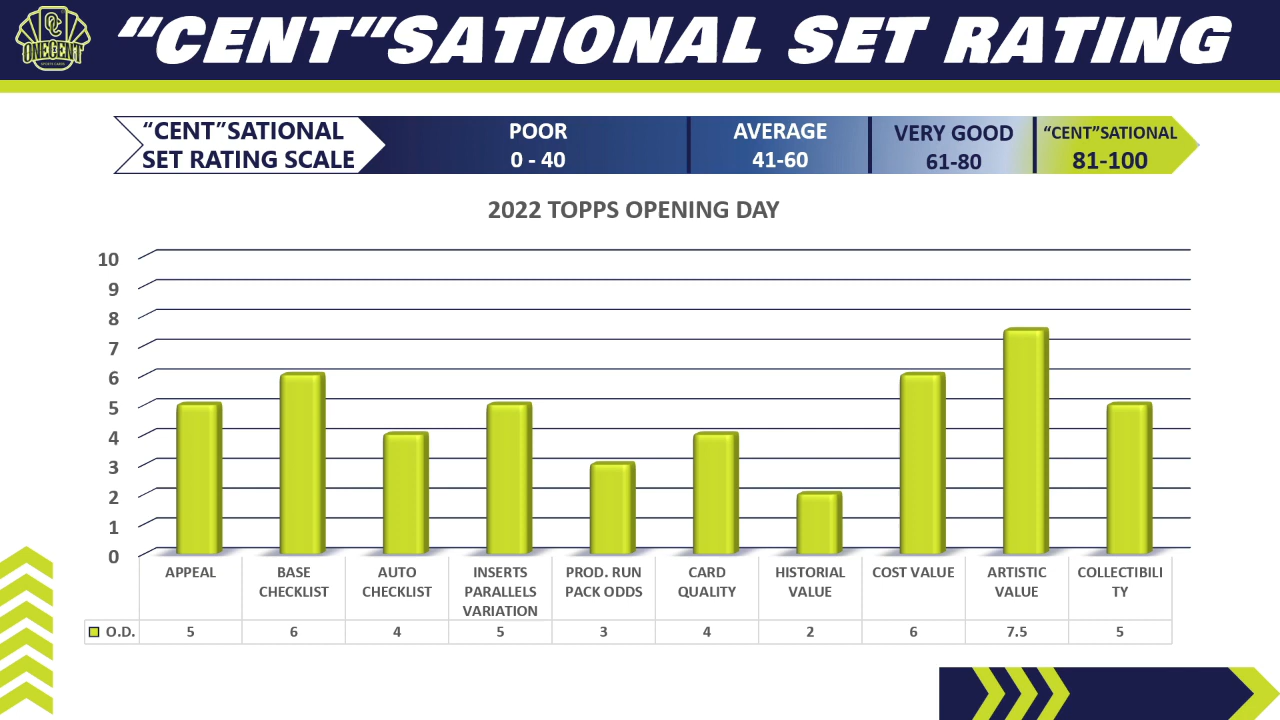 OC
ONECENT
SPORTS CARDS
“CENT”SATIONAL SET RATING
“CENT”SATIONAL
SET RATING SCALE
POOR
0 - 40
AVERAGE
41-60
VERY GOOD
61-80
“CENT”SATIONAL
81-100
2022 TOPPS OPENING DAY
10
9
8
7
6
5
4
3
2
1
0
APPEAL
BASE
CHECKLIST
AUTO
CHECKLIST
INSERTS
PARALLELS
VARIATION
PROD. RUN
PACK ODDS
CARD
QUALITY
HISTORIAL
VALUE
COST VALUE
ARTISTIC
VALUE
COLLECTIBILI
TY
O.D. 5 6 4 5 3 4 2 6 7.5 5